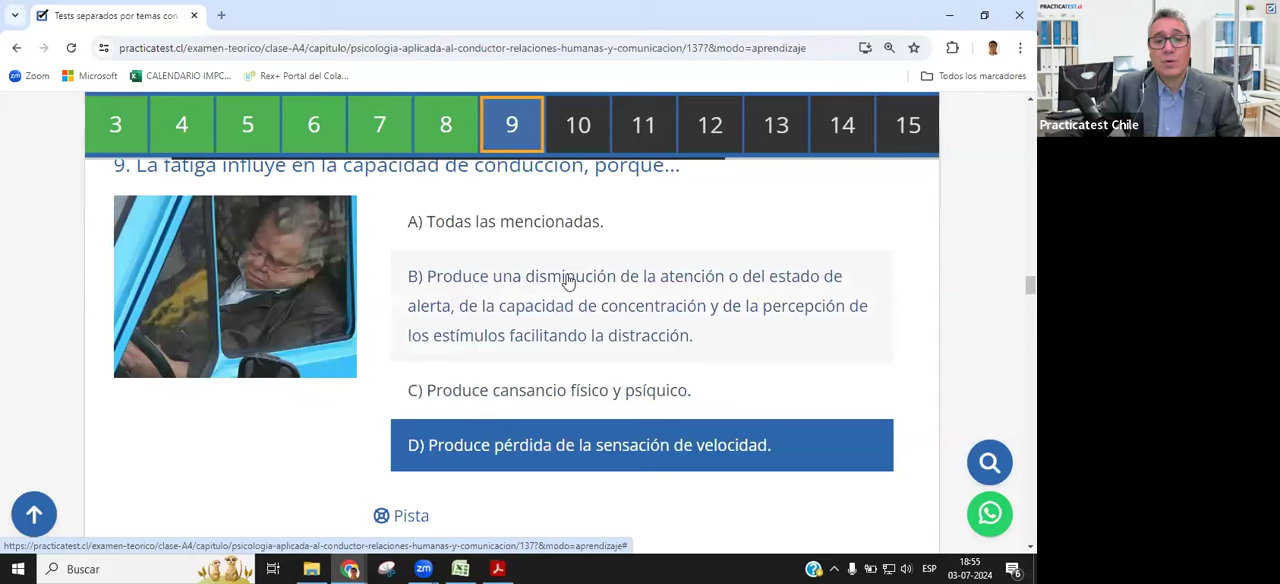 Tests separados por temas con
practicatest.cl/examen-teorico/clase-A4/capitulo/psicologia-aplicada-al-conductor-relaciones-humanas-y-comunicacion/137?&modo=aprendizaje
zm Zoom
Microsoft
CALENDARIO IMPC...
Rex+ Portal del Cola...
Todos los marcadores
PRACTICATEST.cl
Practicatest Chile
3 4 5 6 7 8 9 10 11 12 13 14 15
9. La fatiga influye en la capacidad de conducción, porque...
A) Todas las mencionadas.
B) Produce una disminución de la atención o del estado de
alerta, de la capacidad de concentración y de la percepción de
los estímulos facilitando la distracción.
C) Produce cansancio físico y psíquico.
D) Produce pérdida de la sensación de velocidad.
Pista
https://practicatest.cl/examen-teorico/clase-A4/capitulo/psicologia-aplicada-al-conductor-relaciones-humanas-y-comunicacion/137?&modo=aprendizaje#
Buscar
zm
ESP
18:55
03-07-2024
6